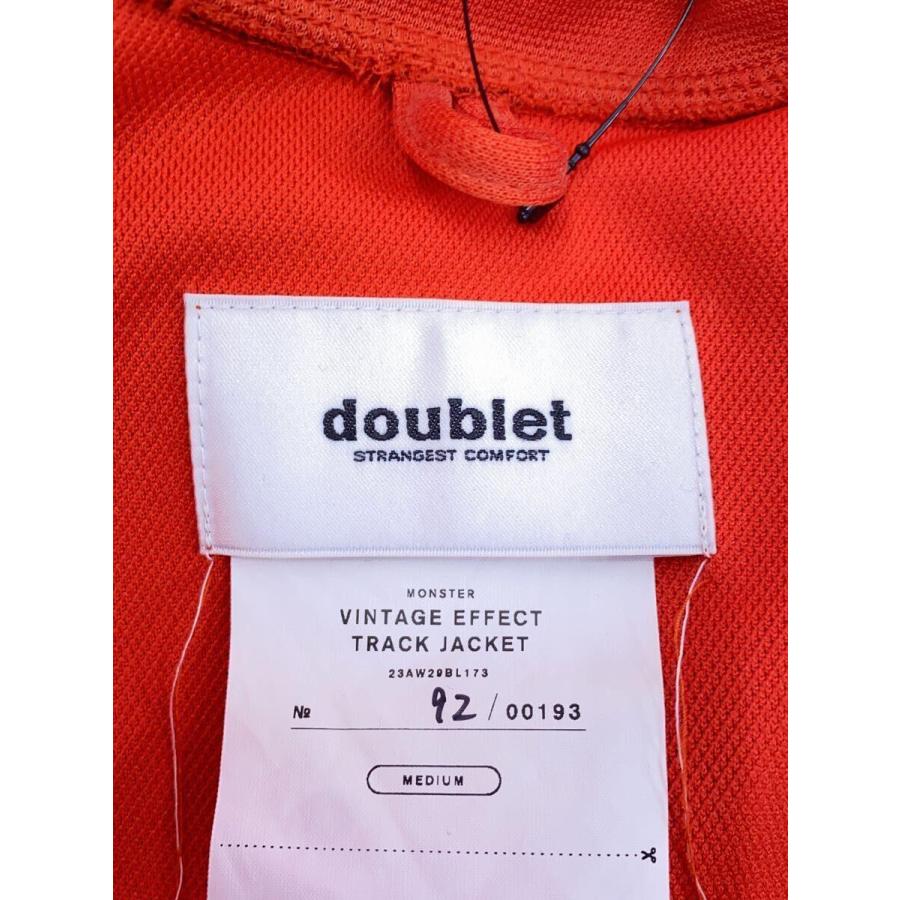 doublet
STRANGEST COMFORT
MONSTER
VINTAGE EFFECT
TRACK JACKET
23AW29BL173
№ 92 / 00193
MEDIUM